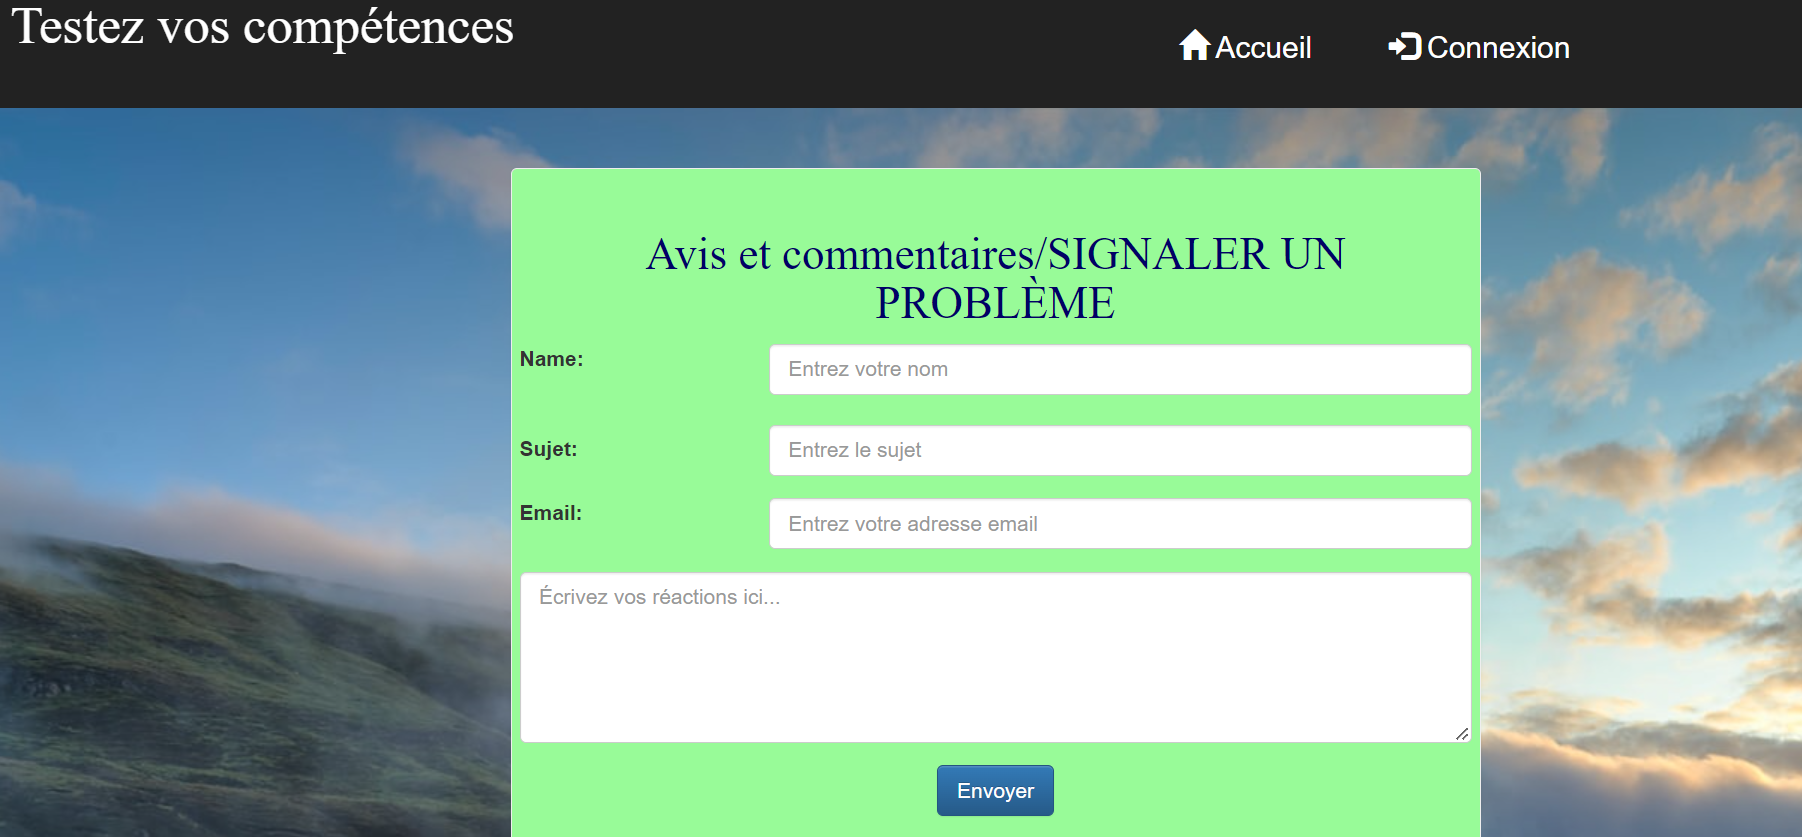 Testez vos compétences
Accueil
Connexion
Avis et commentaires/SIGNALER UN
PROBLÈME
Name:
Entrez votre nom
Sujet:
Entrez le sujet
Email:
Entrez votre adresse email
Écrivez vos réactions ici...
Envoyer